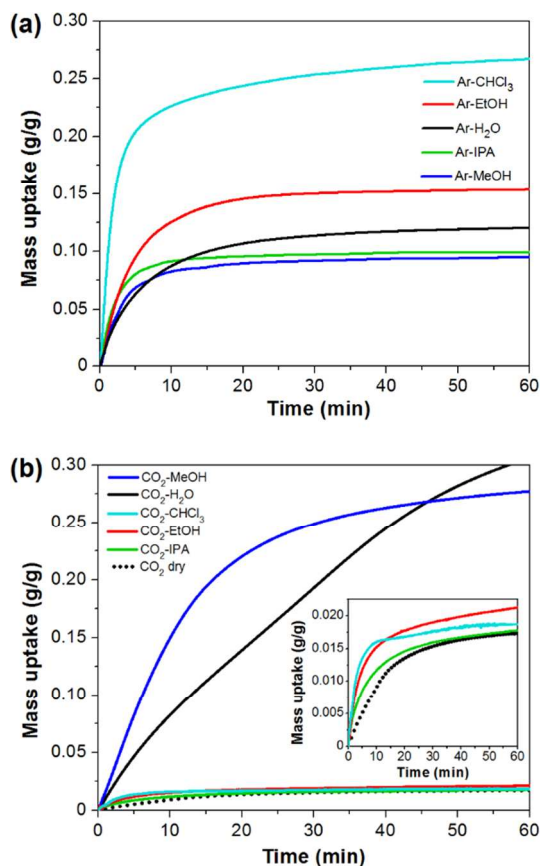 (a)
0.30
0.25
0.20
0.15
0.10
0.05
0
Mass uptake (g/g)
Ar-CHCl₃
Ar-EtOH
Ar-H₂O
Ar-IPA
Ar-MeOH
0 10 20 30 40 50 60
Time (min)
(b)
0.30
0.25
0.20
0.15
0.10
0.05
0
Mass uptake (g/g)
CO₂-MeOH
CO₂-H₂O
CO₂-CHCl₃
CO₂-EtOH
CO₂-IPA
CO₂ dry
0.020
0.015
0.010
0.005
0
Mass uptake (g/g)
0 10 20 30 40 50 60
Time (min)
0 10 20 30 40 50 60
Time (min)